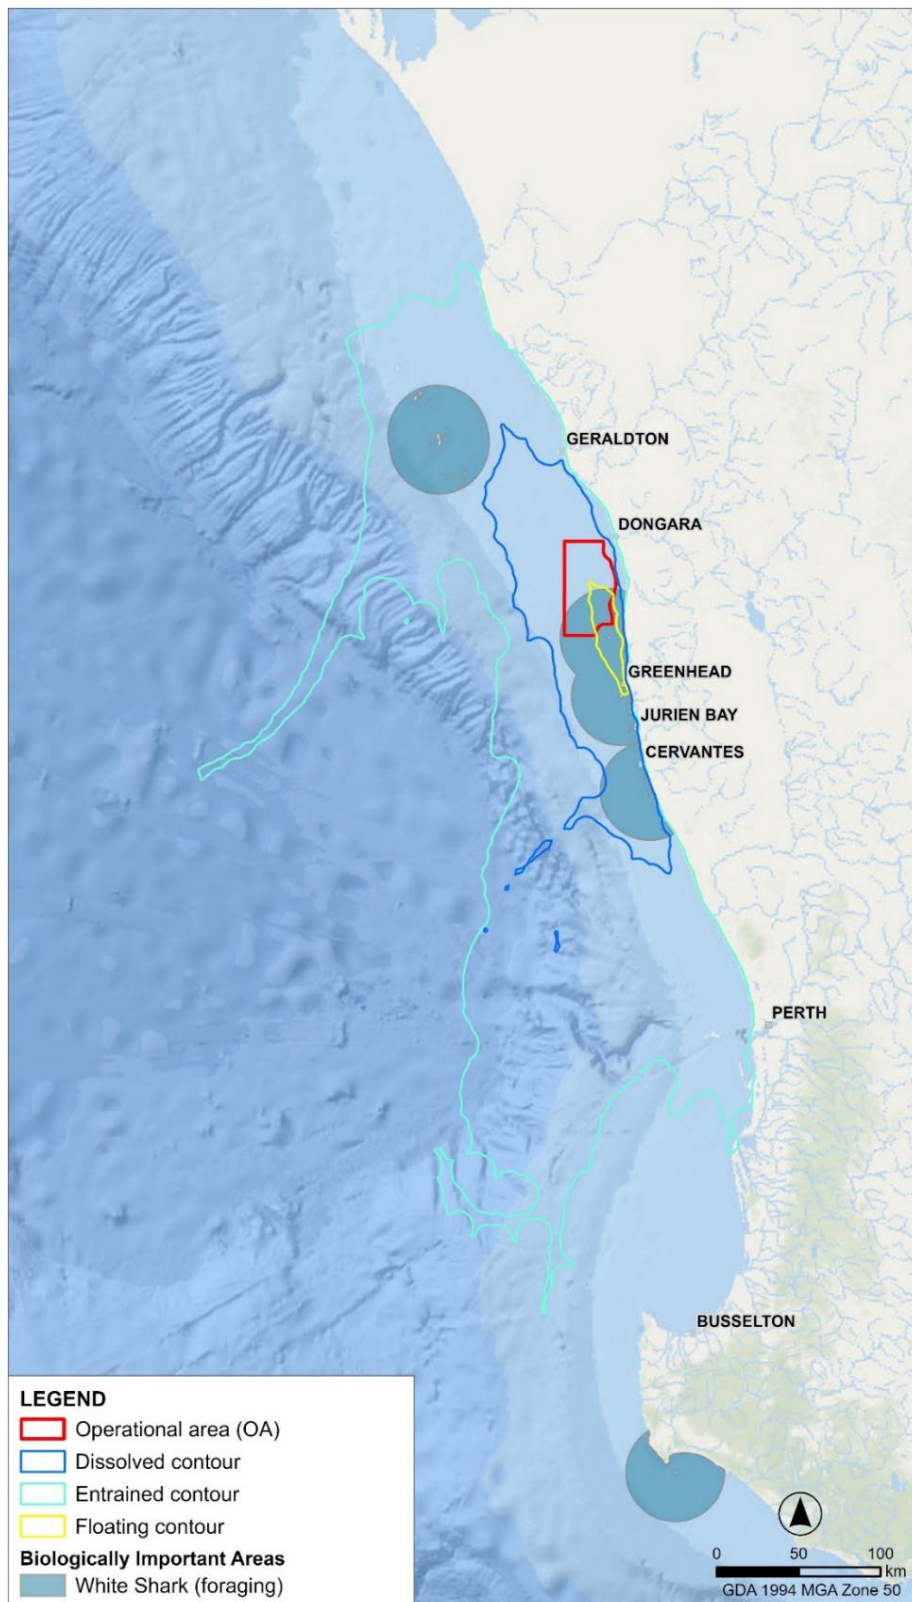 GERALDTON
DONGARA
GREENHEAD
JURIEN BAY
CERVANTES
PERTH
BUSSELTON
LEGEND
Operational area (OA)
Dissolved contour
Entrained contour
Floating contour
Biologically Important Areas
White Shark (foraging)
0 50 100
km
GDA 1994 MGA Zone 50